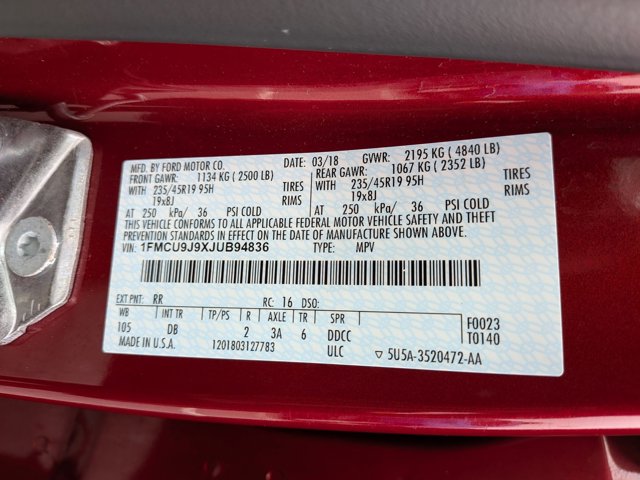 MFD. BY FORD MOTOR CO. DATE: 03/18 GVWR: 2195 KG ( 4840 LB)
FRONT GAWR: 1134 KG ( 2500 LB) REAR GAWR: 1067 KG ( 2352 LB)
WITH 235/45R19 95H TIRES WITH 235/45R19 95H TIRES
19x8J RIMS 19x8J RIMS
AT 250 kPa/ 36 PSI COLD AT 250 kPa/ 36 PSI COLD
THIS VEHICLE CONFORMS TO ALL APPLICABLE FEDERAL MOTOR VEHICLE SAFETY AND THEFT
PREVENTION STANDARDS IN EFFECT ON THE DATE OF MANUFACTURE SHOWN ABOVE.
VIN: 1FMCU9J9XJUB94836 TYPE: MPV
EXT PNT: RR RC: 16 DSO:
WB INT TR TP/PS R AXLE TR SPR F0023
105 DB 2 3A 6 DDCC T0140
MADE IN U.S.A. 1201803127783 ULC ▽ 5U5A-3520472-AA